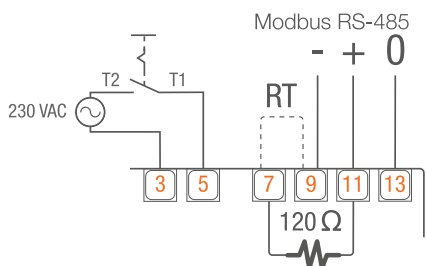 Modbus RS-485
- + 0
T2 T1
RT
230 VAC
3 5 7 9 11 13
120 Ω